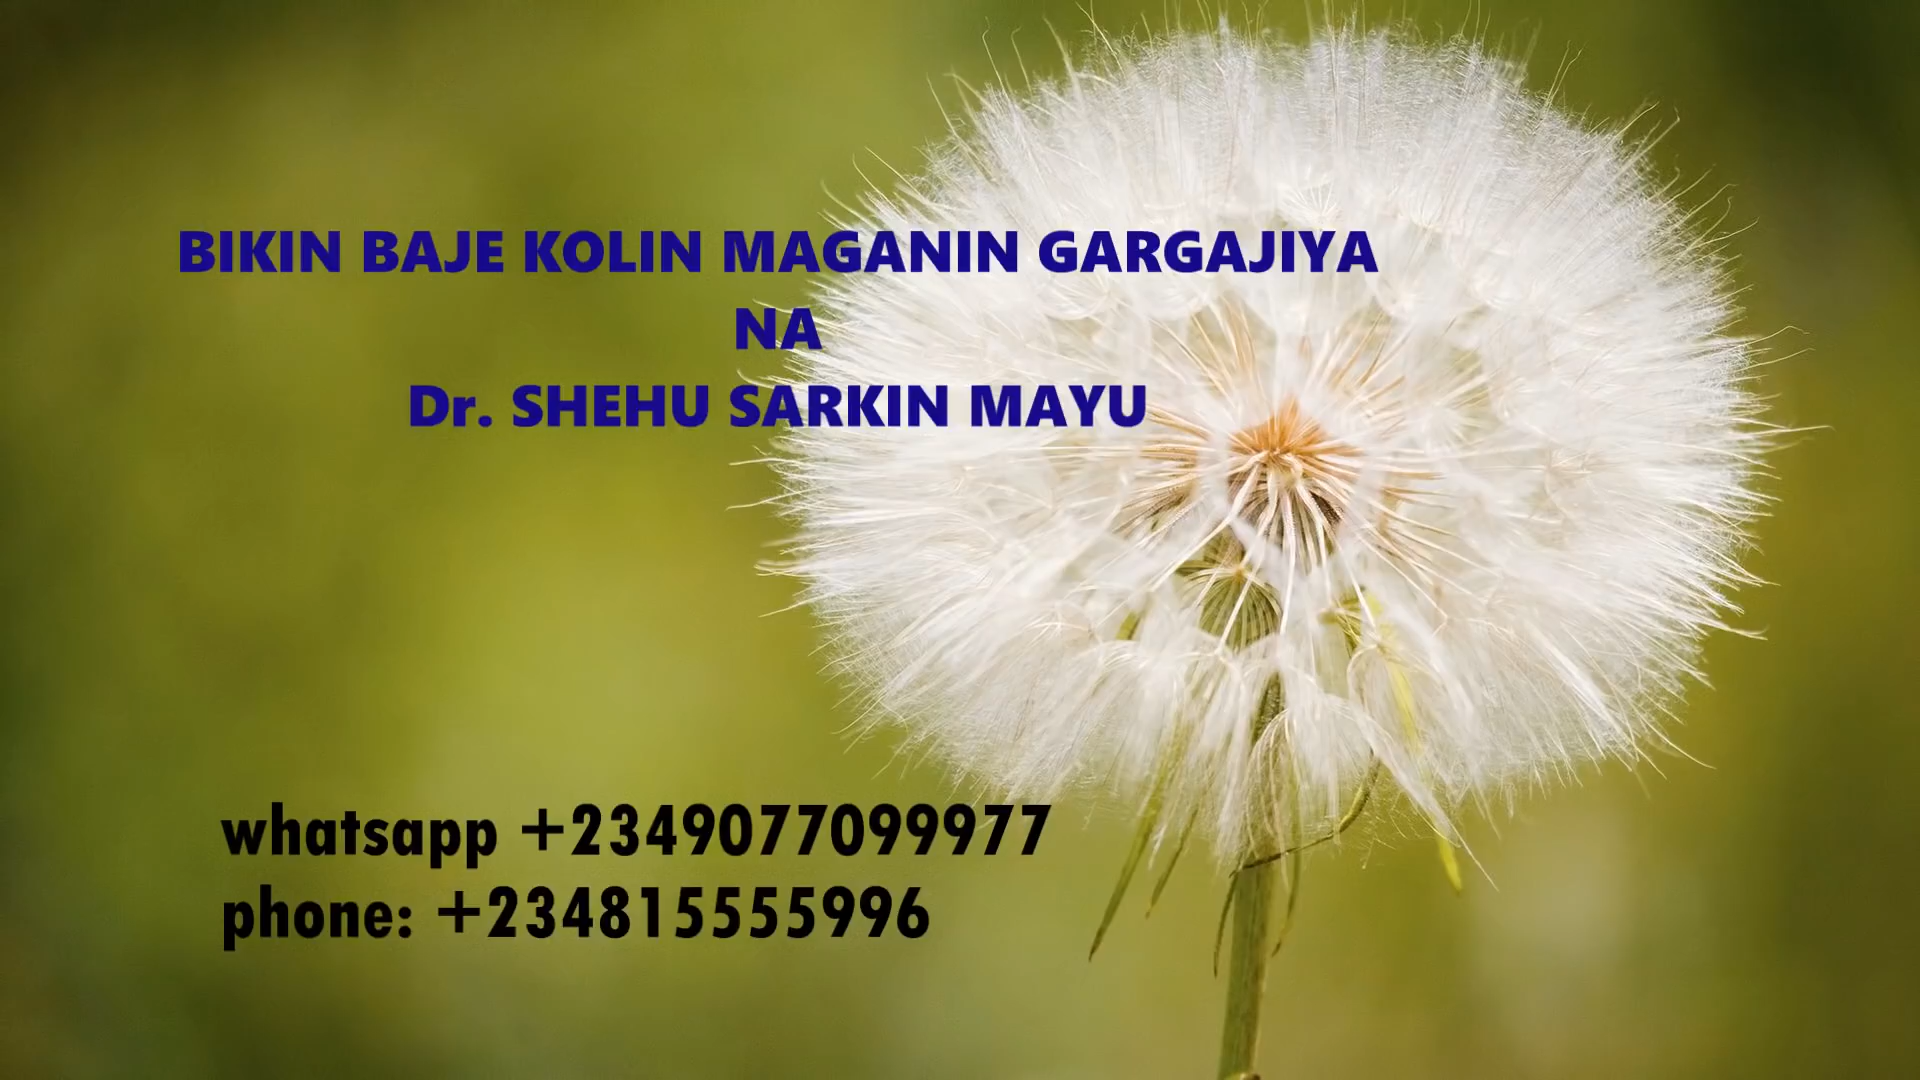 BIKIN BAJE KOLIN MAGANIN GARGAJIYA
NA
Dr. SHEHU SARKIN MAYU
whatsapp +2349077099977
phone: +234815555996